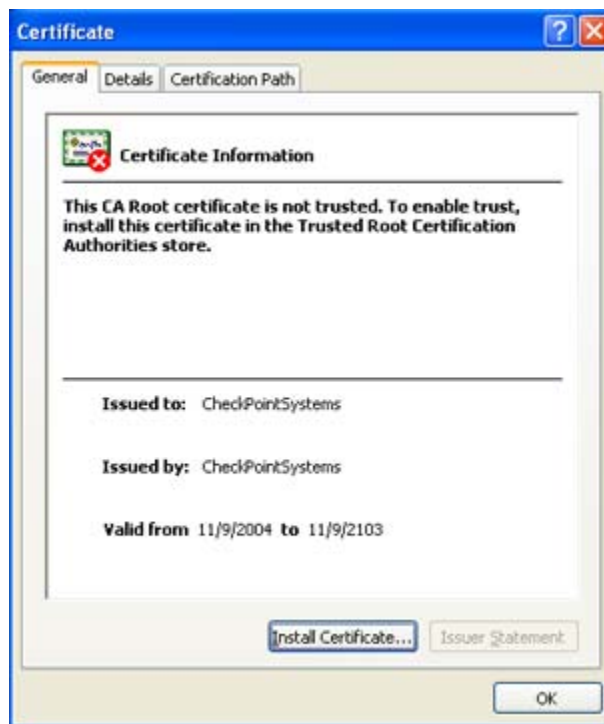 Certificate
General Details Certification Path
Certificate Information
This CA Root certificate is not trusted. To enable trust,
install this certificate in the Trusted Root Certification
Authorities store.
Issued to: CheckPointSystems
Issued by: CheckPointSystems
Valid from 11/9/2004 to 11/9/2103
Install Certificate... Issuer Statement
OK